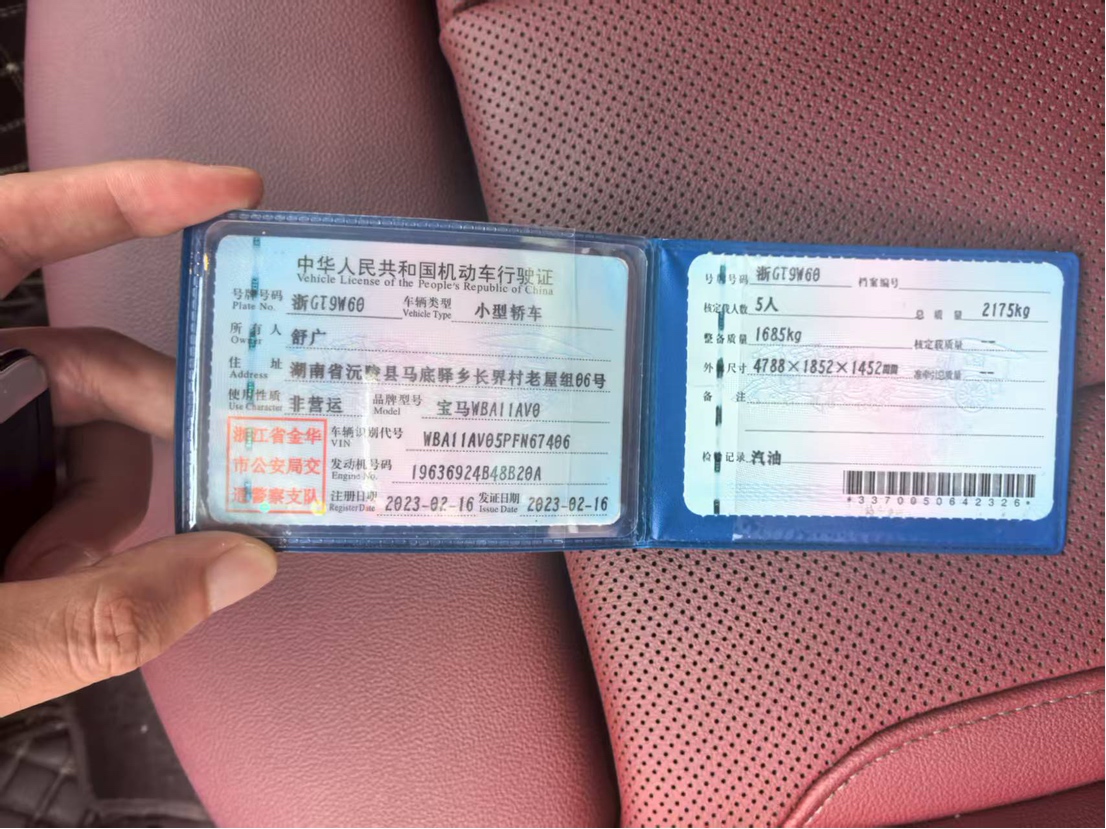 中华人民共和国机动车行驶证
Vehicle License of the People's Republic of China
号牌号码 浙GT9W60 车辆类型 小型轿车
Plate No. Vehicle Type
所有人 舒广
Owner
住址 湖南省沅陵县马底驿乡长界村老屋组06号
Address
使用性质 非营运 品牌型号 宝马WBA11AV0
Use Character Model
浙江省金华
市公安局交
通警察支队
车辆识别代号 WBA11AV05PFN67406
VIN
发动机号码 19636924B48B20A
Engine No.
注册日期 2023-02-16 发证日期 2023-02-16
Register Date Issue Date
号牌号码 浙GT9W60 档案编号
核定载人数 5人 总质量 2175kg
整备质量 1685kg 核定载质量 --
外廓尺寸 4788×1852×1452mm 准牵引总质量 --
备注
检验记录 汽油
*3370950642326*